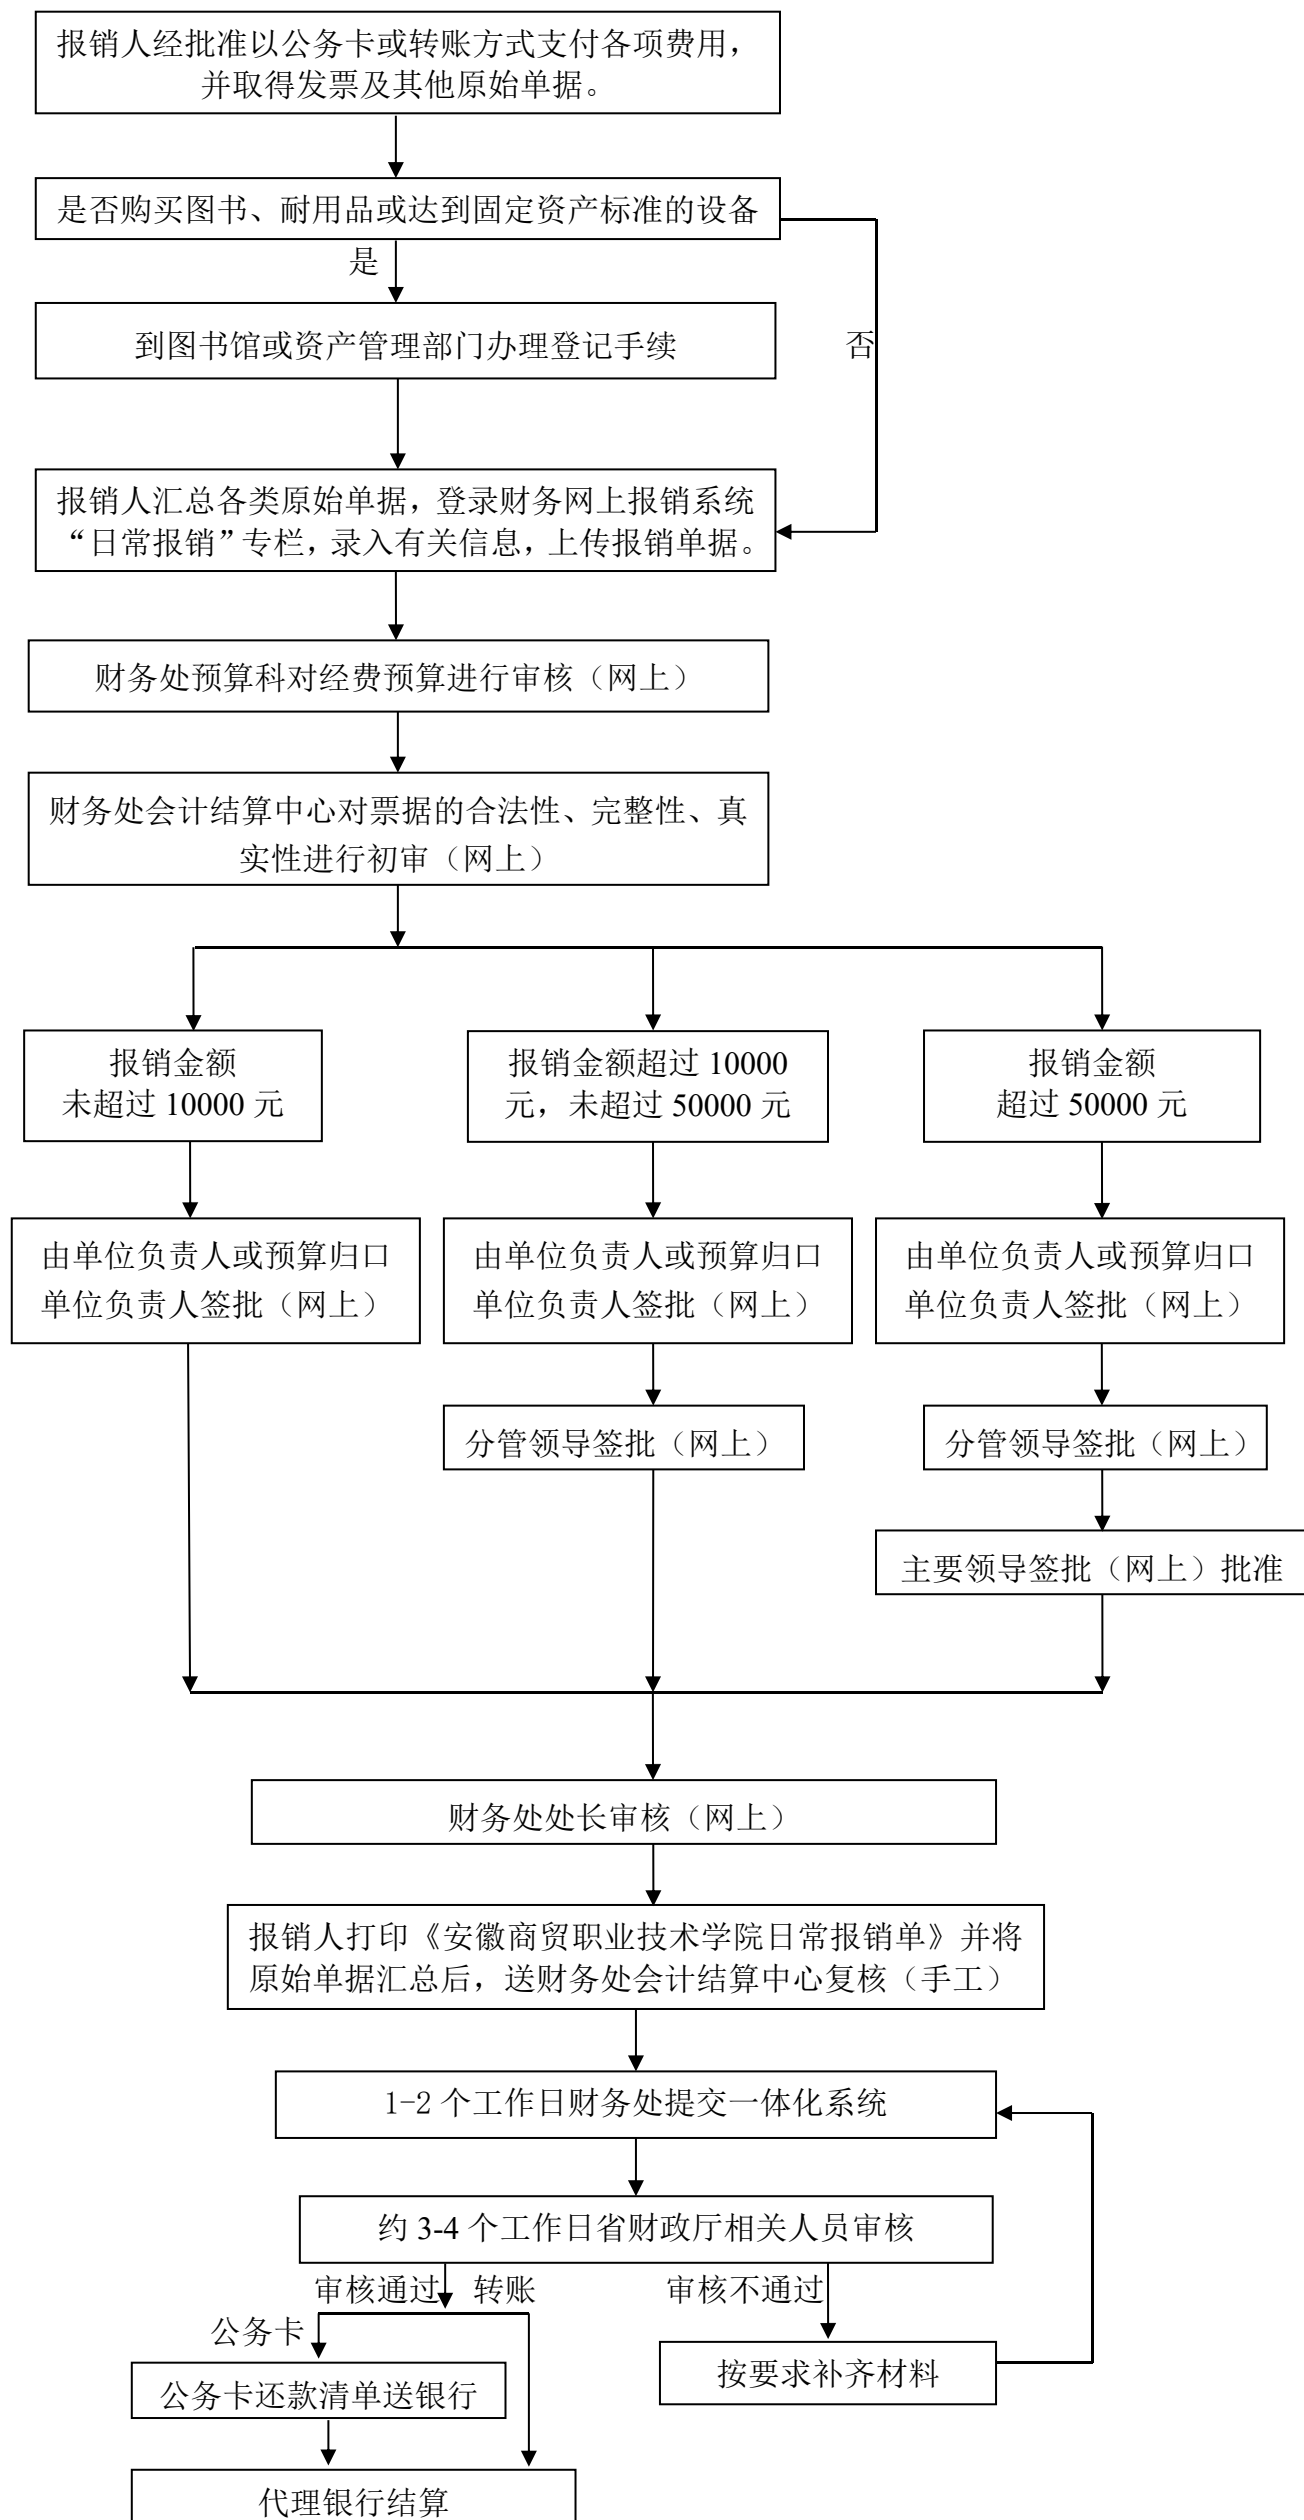 报销人经批准以公务卡或转账方式支付各项费用，
并取得发票及其他原始单据。
是否购买图书、耐用品或达到固定资产标准的设备
是
到图书馆或资产管理部门办理登记手续
否
报销人汇总各类原始单据，登录财务网上报销系统
“日常报销”专栏，录入有关信息，上传报销单据。
财务处预算科对经费预算进行审核（网上）
财务处会计结算中心对票据的合法性、完整性、真
实性进行初审（网上）
报销金额
未超过 10000 元
报销金额超过 10000
元，未超过 50000 元
报销金额
超过 50000 元
由单位负责人或预算归口
单位负责人签批（网上）
由单位负责人或预算归口
单位负责人签批（网上）
由单位负责人或预算归口
单位负责人签批（网上）
分管领导签批（网上）
分管领导签批（网上）
主要领导签批（网上）批准
财务处处长审核（网上）
报销人打印《安徽商贸职业技术学院日常报销单》并将
原始单据汇总后，送财务处会计结算中心复核（手工）
1-2 个工作日财务处提交一体化系统
约 3-4 个工作日省财政厅相关人员审核
审核通过
转账
审核不通过
公务卡
按要求补齐材料
公务卡还款清单送银行
代理银行结算